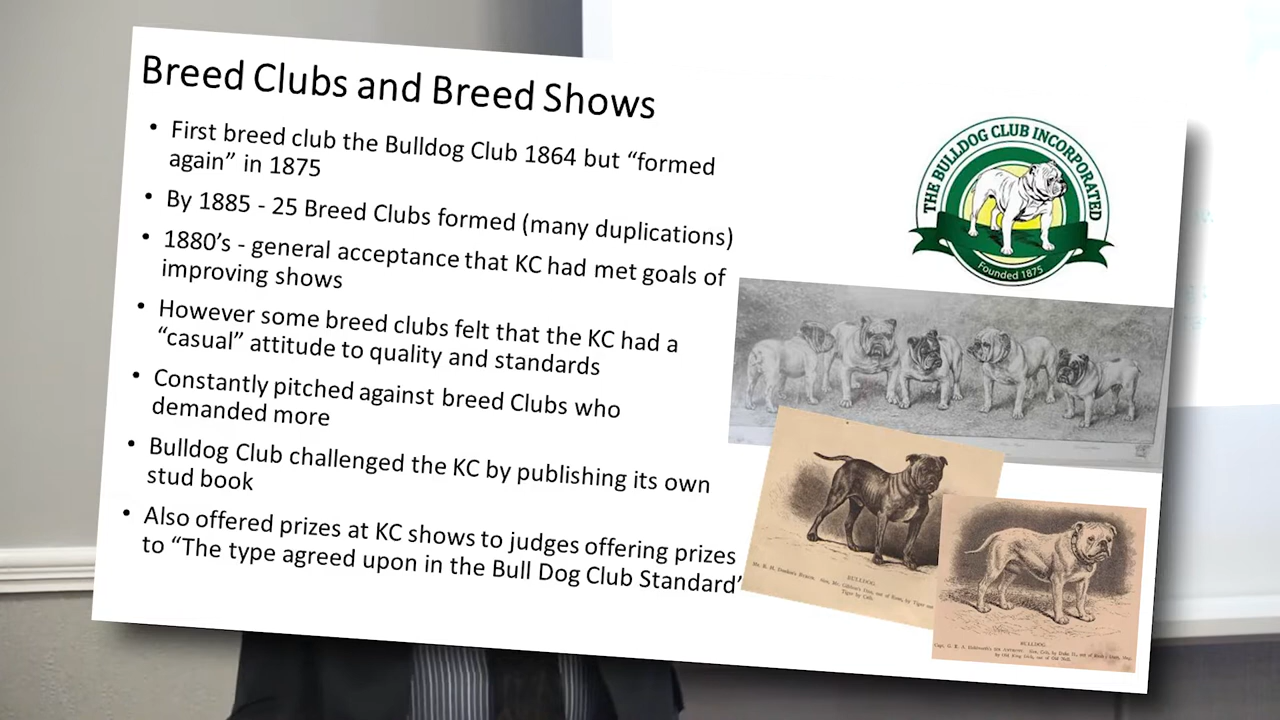 Breed Clubs and Breed Shows
• First breed club the Bulldog Club 1864 but “formed
again” in 1875
• By 1885 - 25 Breed Clubs formed (many duplications)
• 1880’s - general acceptance that KC had met goals of
improving shows
• However some breed clubs felt that the KC had a
“casual” attitude to quality and standards
• Constantly pitched against breed Clubs who
demanded more
• Bulldog Club challenged the KC by publishing its own
stud book
• Also offered prizes at KC shows to judges offering prizes
to “The type agreed upon in the Bull Dog Club Standard”
THE BULLDOG CLUB INCORPORATED
Founded 1875
BULLDOG
BULLDOG